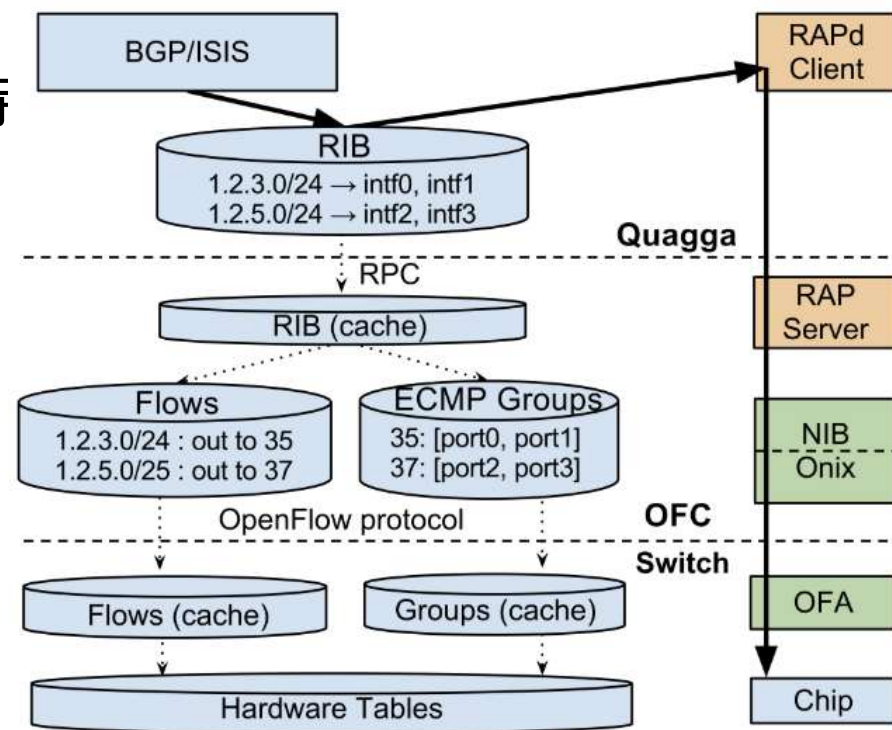 BGP/ISIS
RAPd
Client
RIB
1.2.3.0/24 → intf0, intf1
1.2.5.0/24 → intf2, intf3
Quagga
RPC
RAP
Server
RIB (cache)
Flows
1.2.3.0/24 : out to 35
1.2.5.0/25 : out to 37
ECMP Groups
35: [port0, port1]
37: [port2, port3]
NIB
Onix
OpenFlow protocol
OFC
Switch
Flows (cache)
Groups (cache)
OFA
Hardware Tables
Chip